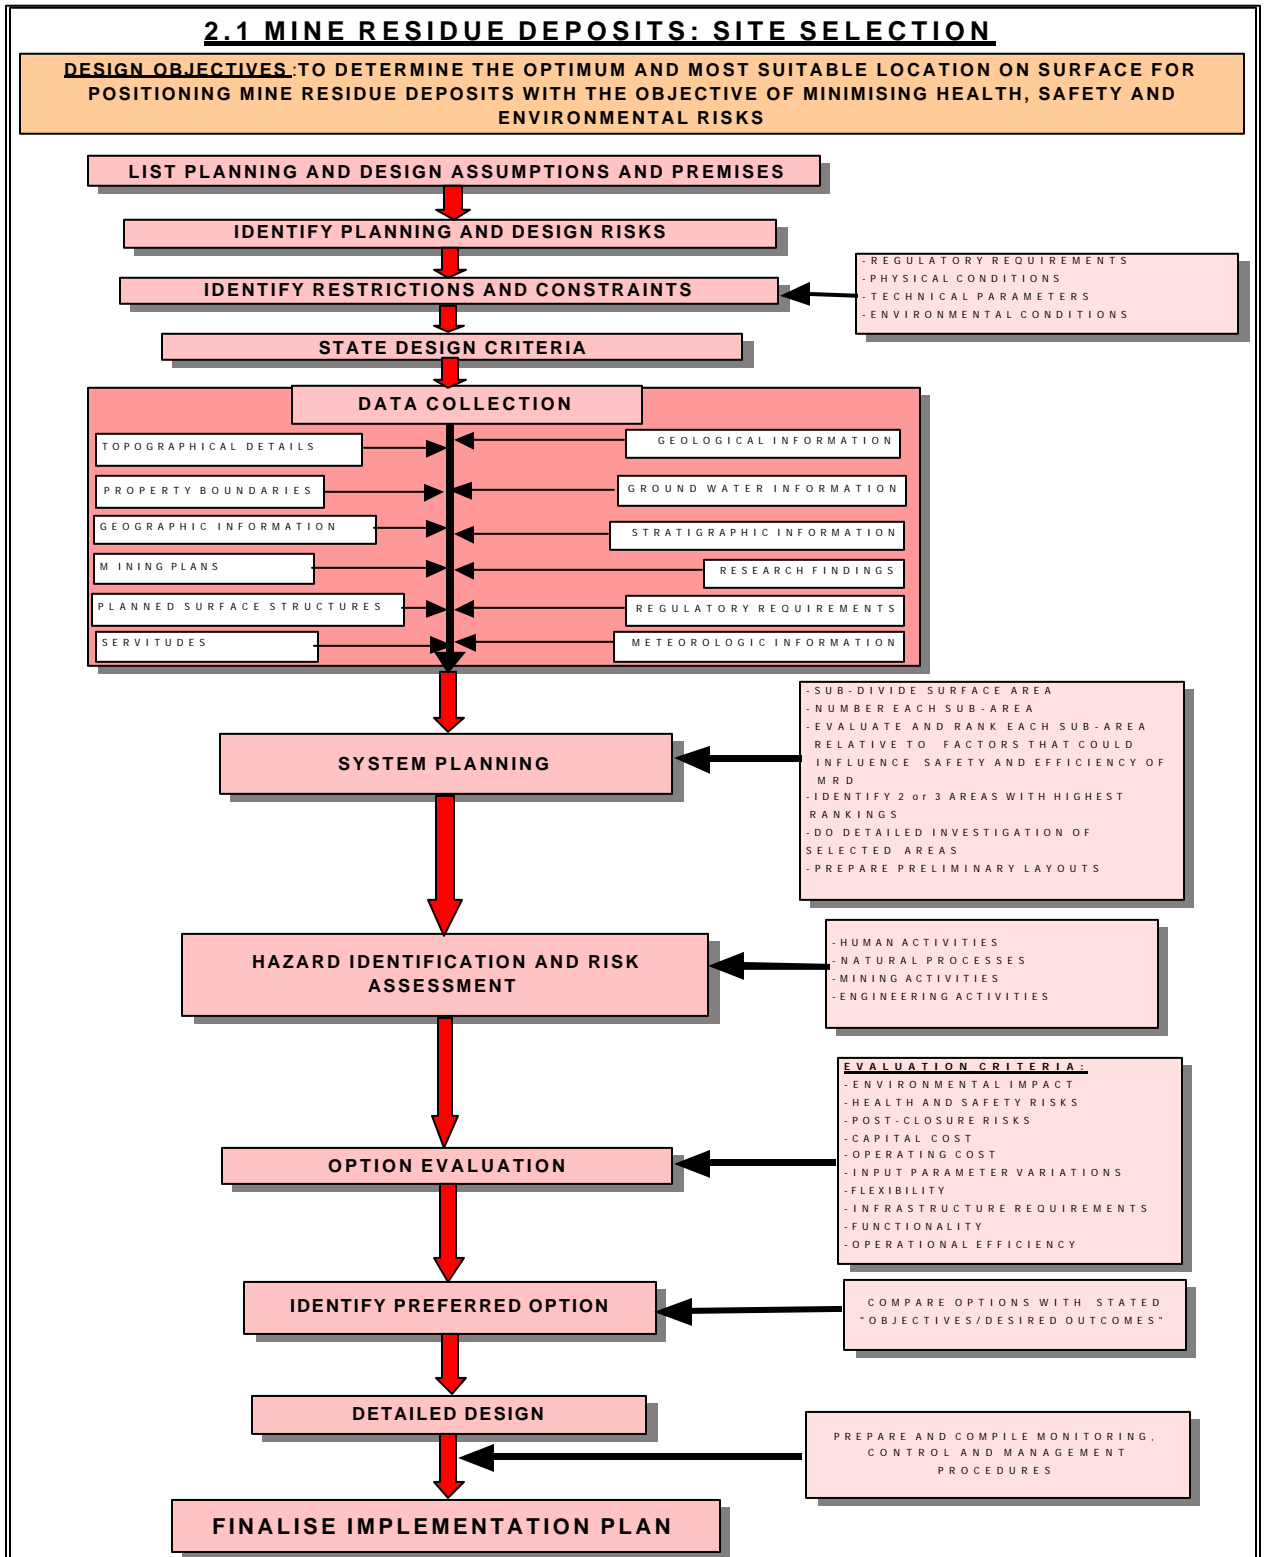 2.1 MINE RESIDUE DEPOSITS: SITE SELECTION
DESIGN OBJECTIVES :TO DETERMINE THE OPTIMUM AND MOST SUITABLE LOCATION ON SURFACE FOR
POSITIONING MINE RESIDUE DEPOSITS WITH THE OBJECTIVE OF MINIMISING HEALTH, SAFETY AND
ENVIRONMENTAL RISKS
LIST PLANNING AND DESIGN ASSUMPTIONS AND PREMISES
IDENTIFY PLANNING AND DESIGN RISKS
IDENTIFY RESTRICTIONS AND CONSTRAINTS
-REGULATORY REQUIREMENTS
-PHYSICAL CONDITIONS
-TECHNICAL PARAMETERS
-ENVIRONMENTAL CONDITIONS
STATE DESIGN CRITERIA
DATA COLLECTION
TOPOGRAPHICAL DETAILS
PROPERTY BOUNDARIES
GEOGRAPHIC INFORMATION
MINING PLANS
PLANNED SURFACE STRUCTURES
SERVITUDES
GEOLOGICAL INFORMATION
GROUND WATER INFORMATION
STRATIGRAPHIC INFORMATION
RESEARCH FINDINGS
REGULATORY REQUIREMENTS
METEOROLOGIC INFORMATION
SYSTEM PLANNING
-SUB-DIVIDE SURFACE AREA
-NUMBER EACH SUB-AREA
-EVALUATE AND RANK EACH SUB-AREA
RELATIVE TO FACTORS THAT COULD
INFLUENCE SAFETY AND EFFICIENCY OF
MRD
-IDENTIFY 2 or 3 AREAS WITH HIGHEST
RANKINGS
-DO DETAILED INVESTIGATION OF
SELECTED AREAS
-PREPARE PRELIMINARY LAYOUTS
HAZARD IDENTIFICATION AND RISK
ASSESSMENT
-HUMAN ACTIVITIES
-NATURAL PROCESSES
-MINING ACTIVITIES
-ENGINEERING ACTIVITIES
OPTION EVALUATION
EVALUATION CRITERIA:
-ENVIRONMENTAL IMPACT
-HEALTH AND SAFETY RISKS
-POST-CLOSURE RISKS
-CAPITAL COST
-OPERATING COST
-INPUT PARAMETER VARIATIONS
-FLEXIBILITY
-INFRASTRUCTURE REQUIREMENTS
-FUNCTIONALITY
-OPERATIONAL EFFICIENCY
IDENTIFY PREFERRED OPTION
COMPARE OPTIONS WITH STATED
"OBJECTIVES/DESIRED OUTCOMES"
DETAILED DESIGN
PREPARE AND COMPILE MONITORING,
CONTROL AND MANAGEMENT
PROCEDURES
FINALISE IMPLEMENTATION PLAN